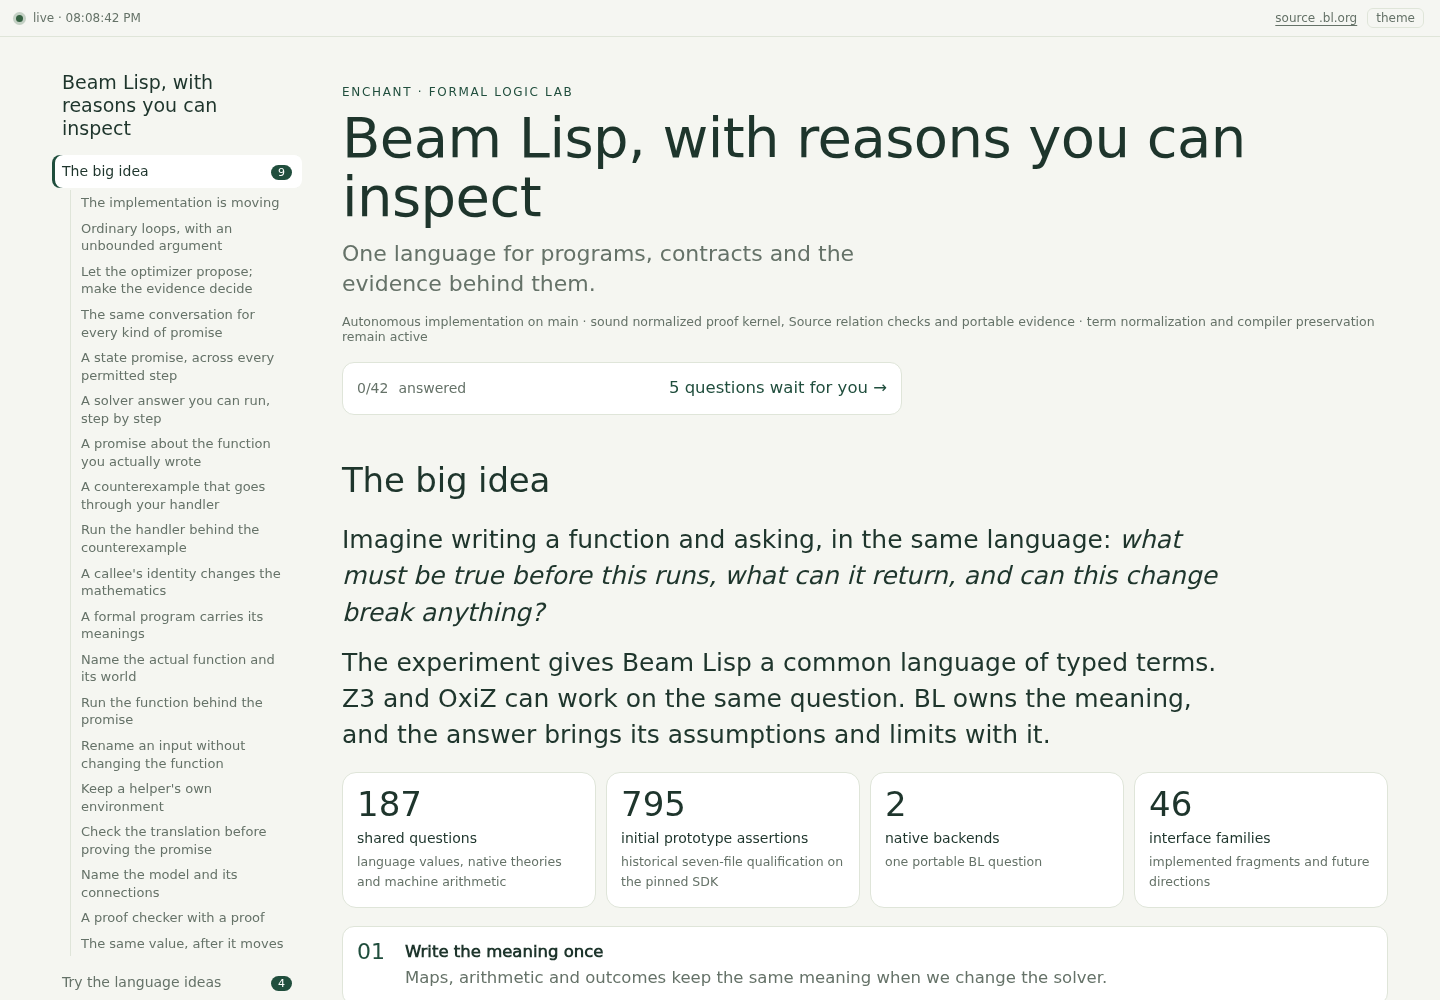 live · 08:08:42 PM
source .bl.org
theme
Beam Lisp, with
reasons you can
inspect
The big idea
9
The implementation is moving
Ordinary loops, with an
unbounded argument
Let the optimizer propose;
make the evidence decide
The same conversation for
every kind of promise
A state promise, across every
permitted step
A solver answer you can run,
step by step
A promise about the function
you actually wrote
A counterexample that goes
through your handler
Run the handler behind the
counterexample
A callee's identity changes the
mathematics
A formal program carries its
meanings
Name the actual function and
its world
Run the function behind the
promise
Rename an input without
changing the function
Keep a helper's own
environment
Check the translation before
proving the promise
Name the model and its
connections
A proof checker with a proof
The same value, after it moves
Try the language ideas
4
ENCHANT · FORMAL LOGIC LAB
Beam Lisp, with reasons you can
inspect
One language for programs, contracts and the
evidence behind them.
Autonomous implementation on main · sound normalized proof kernel, Source relation checks and portable evidence · term normalization and compiler preservation
remain active
0/42 answered
5 questions wait for you →
The big idea
Imagine writing a function and asking, in the same language: what
must be true before this runs, what can it return, and can this change
break anything?
The experiment gives Beam Lisp a common language of typed terms.
Z3 and OxiZ can work on the same question. BL owns the meaning,
and the answer brings its assumptions and limits with it.
187
shared questions
language values, native theories
and machine arithmetic
795
initial prototype assertions
historical seven-file qualification on
the pinned SDK
2
native backends
one portable BL question
46
interface families
implemented fragments and future
directions
01
Write the meaning once
Maps, arithmetic and outcomes keep the same meaning when we change the solver.